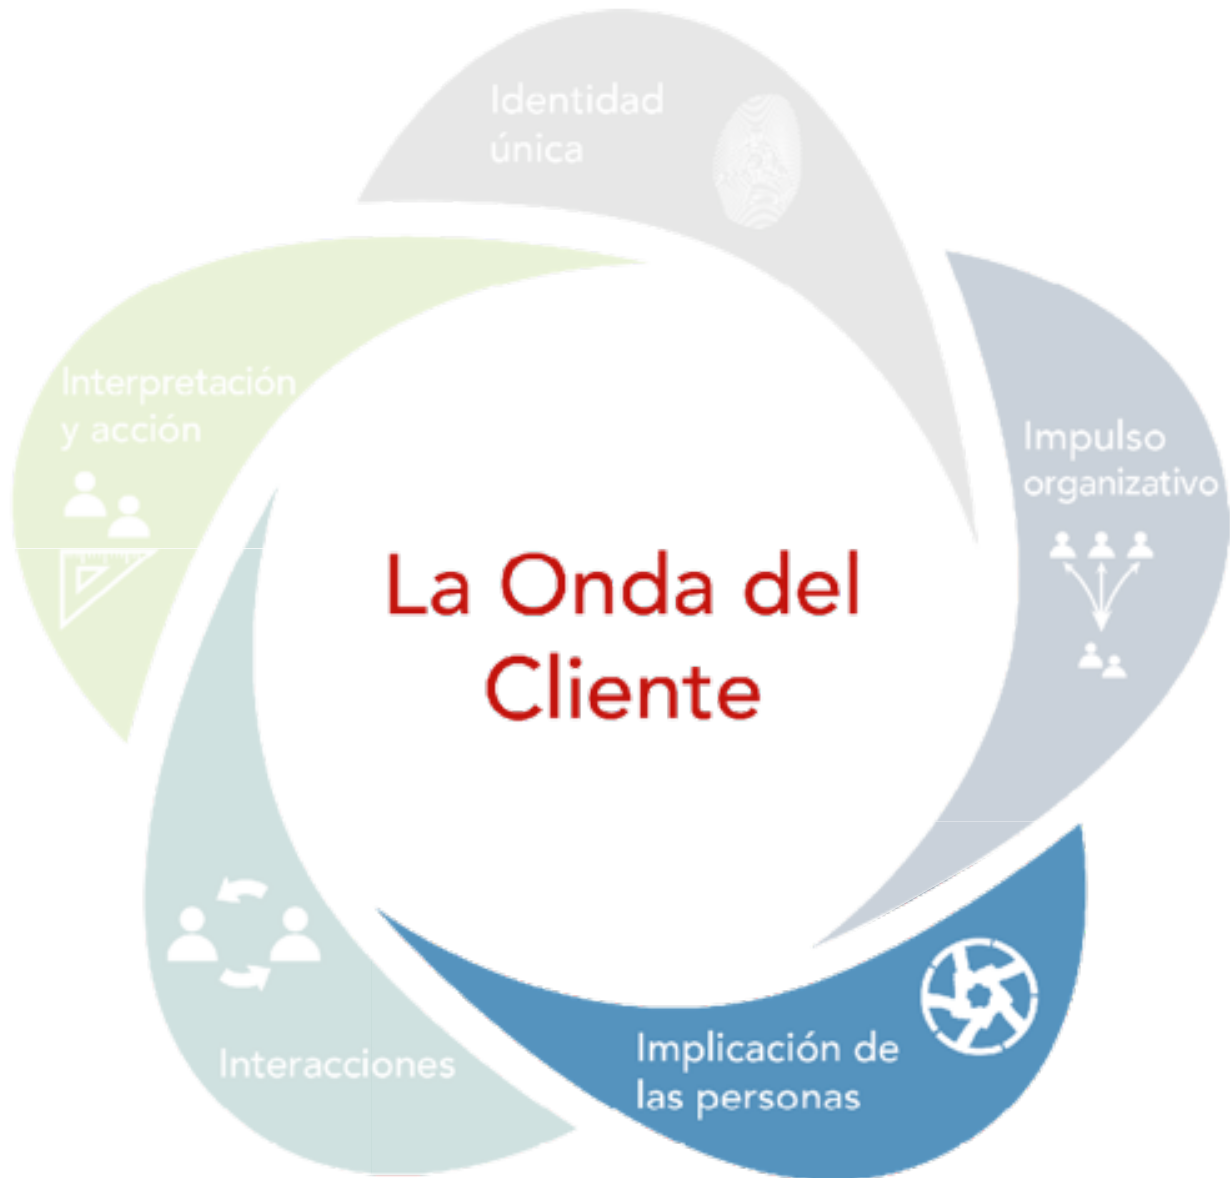 Identidad
única
Impulso
organizativo
Implicación de
las personas
Interacciones
Interpretación
y acción
La Onda del
Cliente